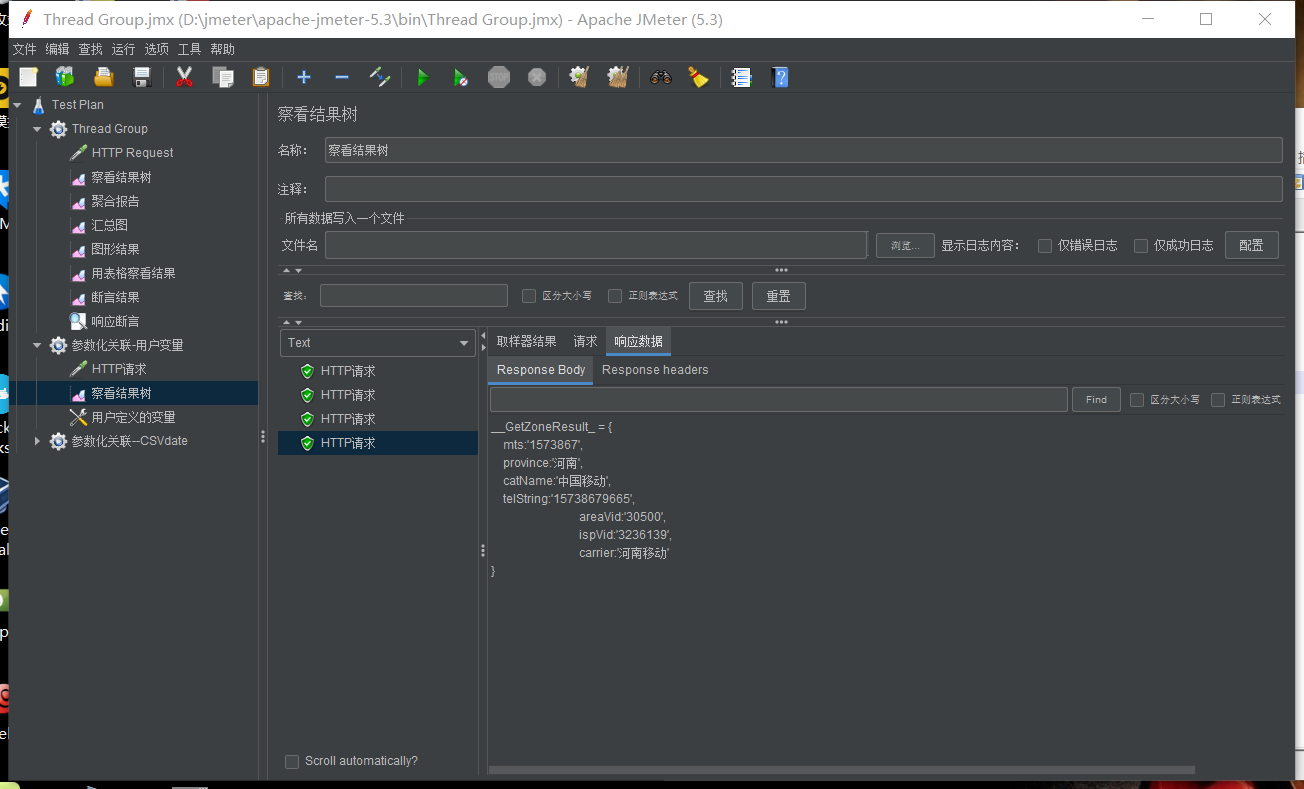 Thread Group.jmx (D:\jmeter\apache-jmeter-5.3\bin\Thread Group.jmx) - Apache JMeter (5.3)
文件 编辑 查找 运行 选项 工具 帮助
STOP
Test Plan
Thread Group
HTTP Request
察看结果树
聚合报告
汇总图
图形结果
用表格察看结果
断言结果
响应断言
参数化关联-用户变量
HTTP请求
察看结果树
用户定义的变量
参数化关联--CSVdate
察看结果树
名称: 察看结果树
注释:
所有数据写入一个文件
文件名 浏览... 显示日志内容: 仅错误日志 仅成功日志 配置
查找: 区分大小写 正则表达式 查找 重置
Text
HTTP请求
HTTP请求
HTTP请求
HTTP请求
Scroll automatically?
取样器结果 请求 响应数据
Response Body Response headers
Find 区分大小写 正则表达式
__GetZoneResult_ = {
mts:'1573867',
province:'河南',
catName:'中国移动',
telString:'15738679665',
areaVid:'30500',
ispVid:'3236139',
carrier:'河南移动'
}